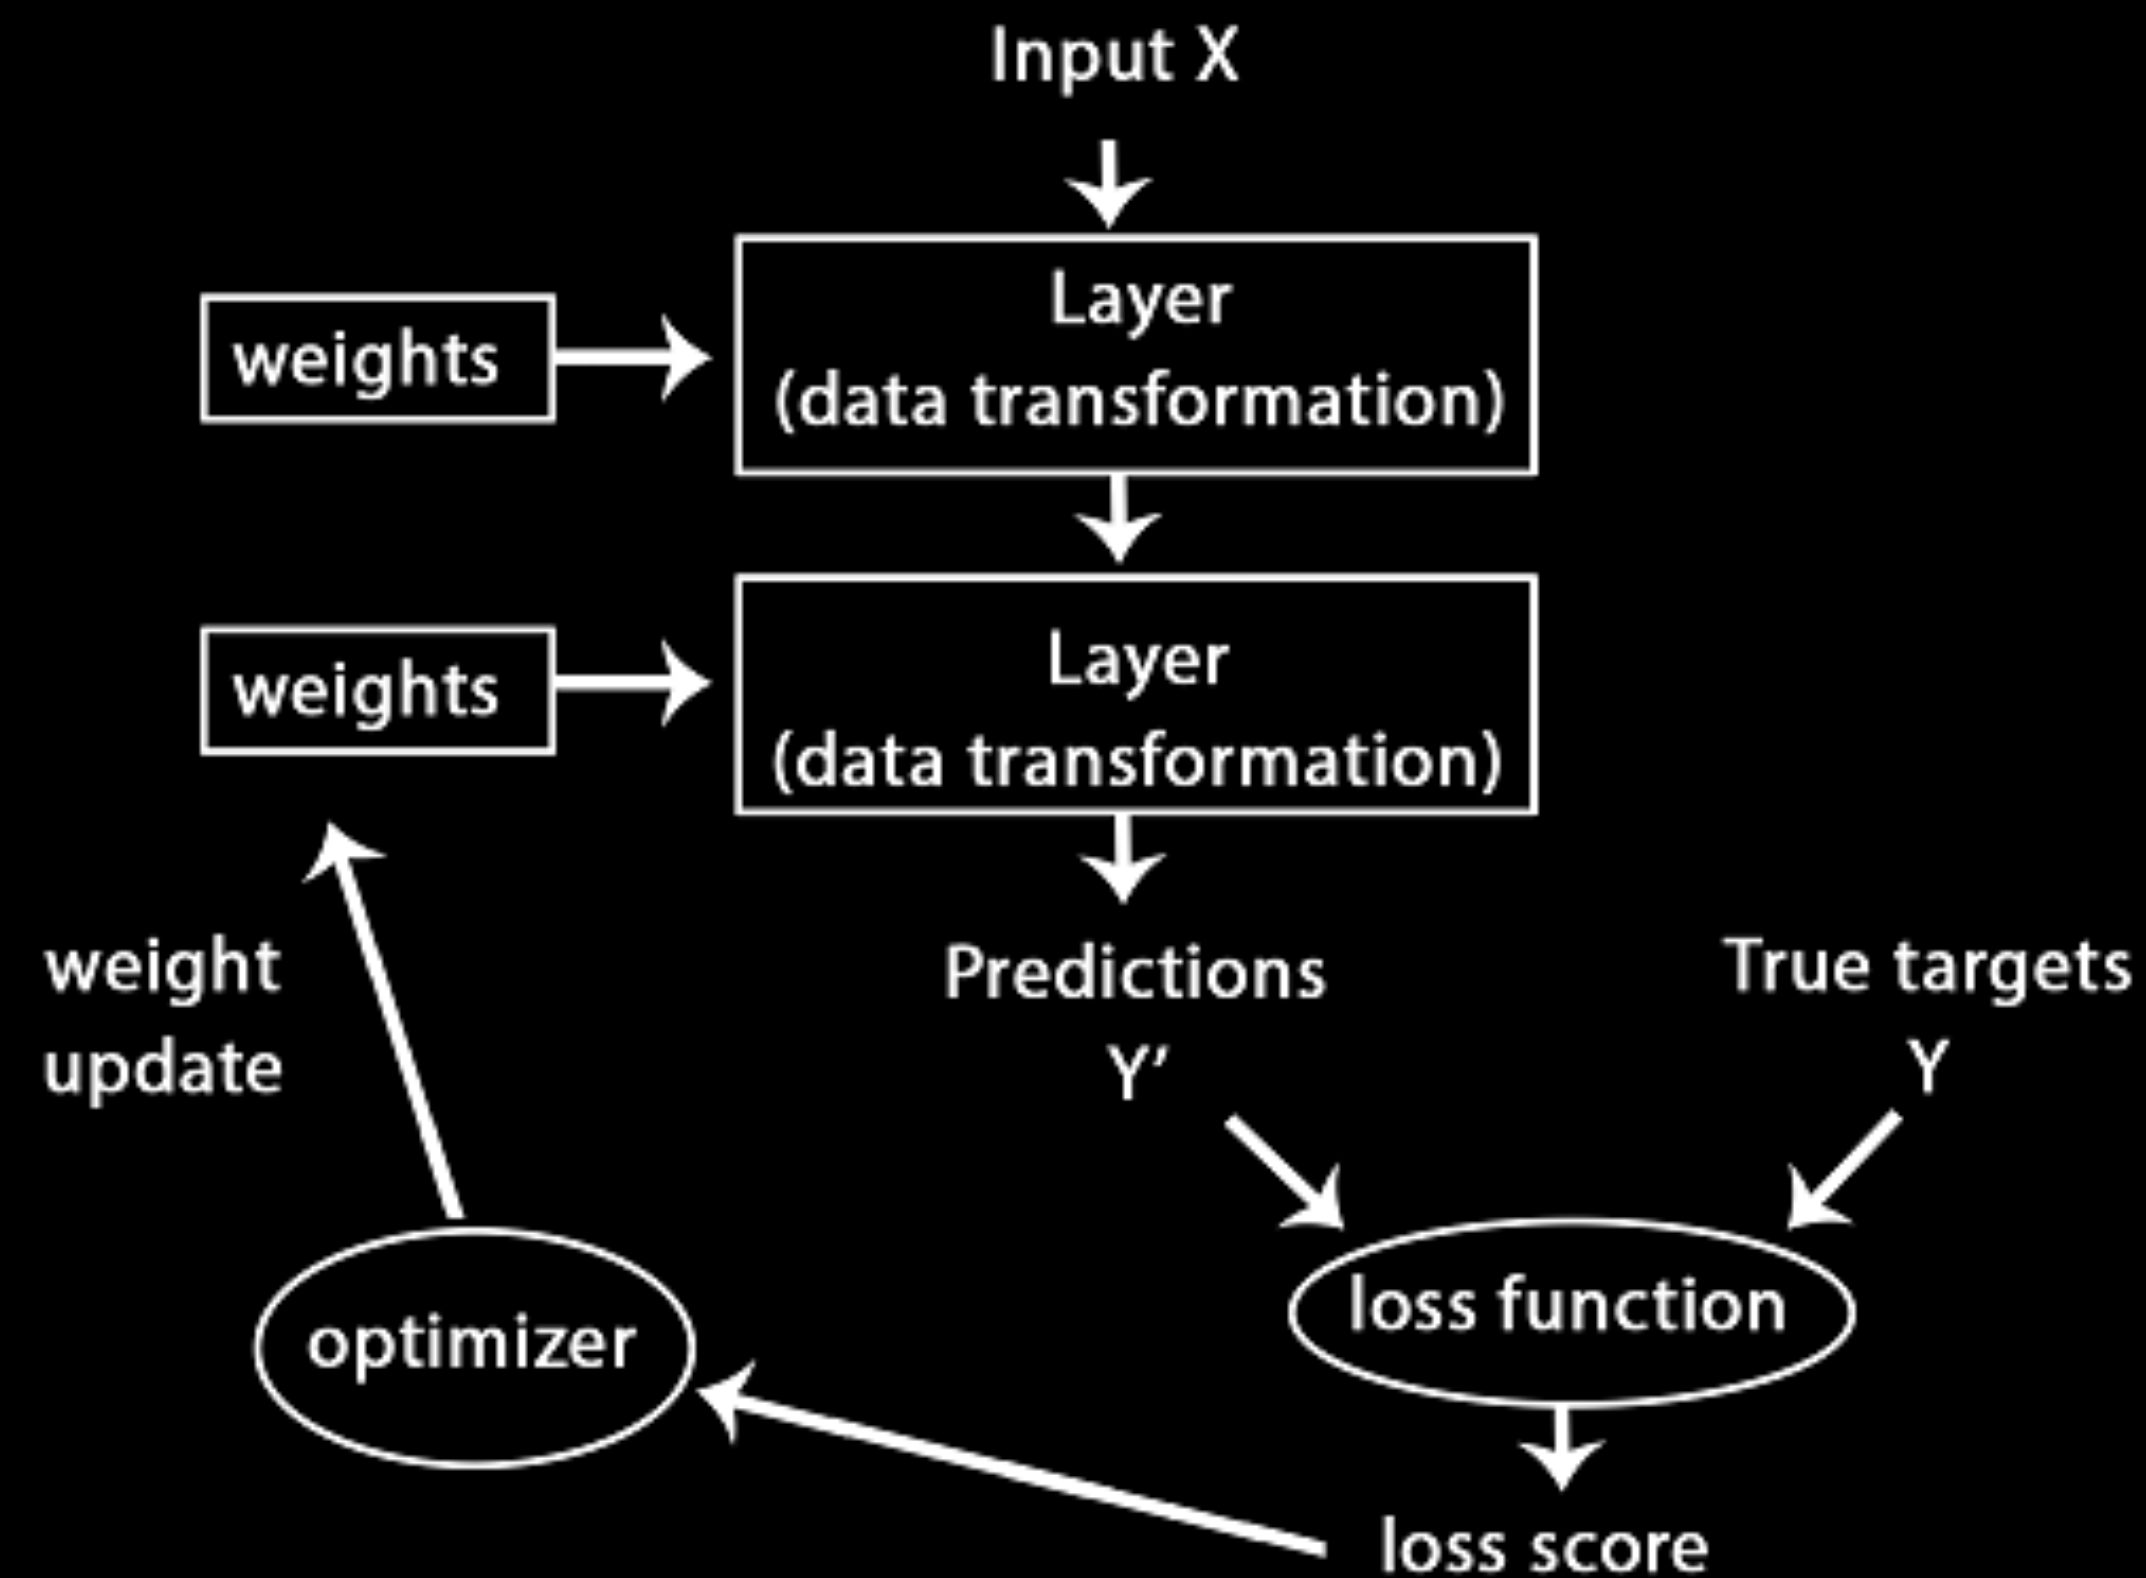 Input X
weights
Layer
(data transformation)
weights
Layer
(data transformation)
weight
update
Predictions
Y’
True targets
Y
optimizer
loss function
loss score